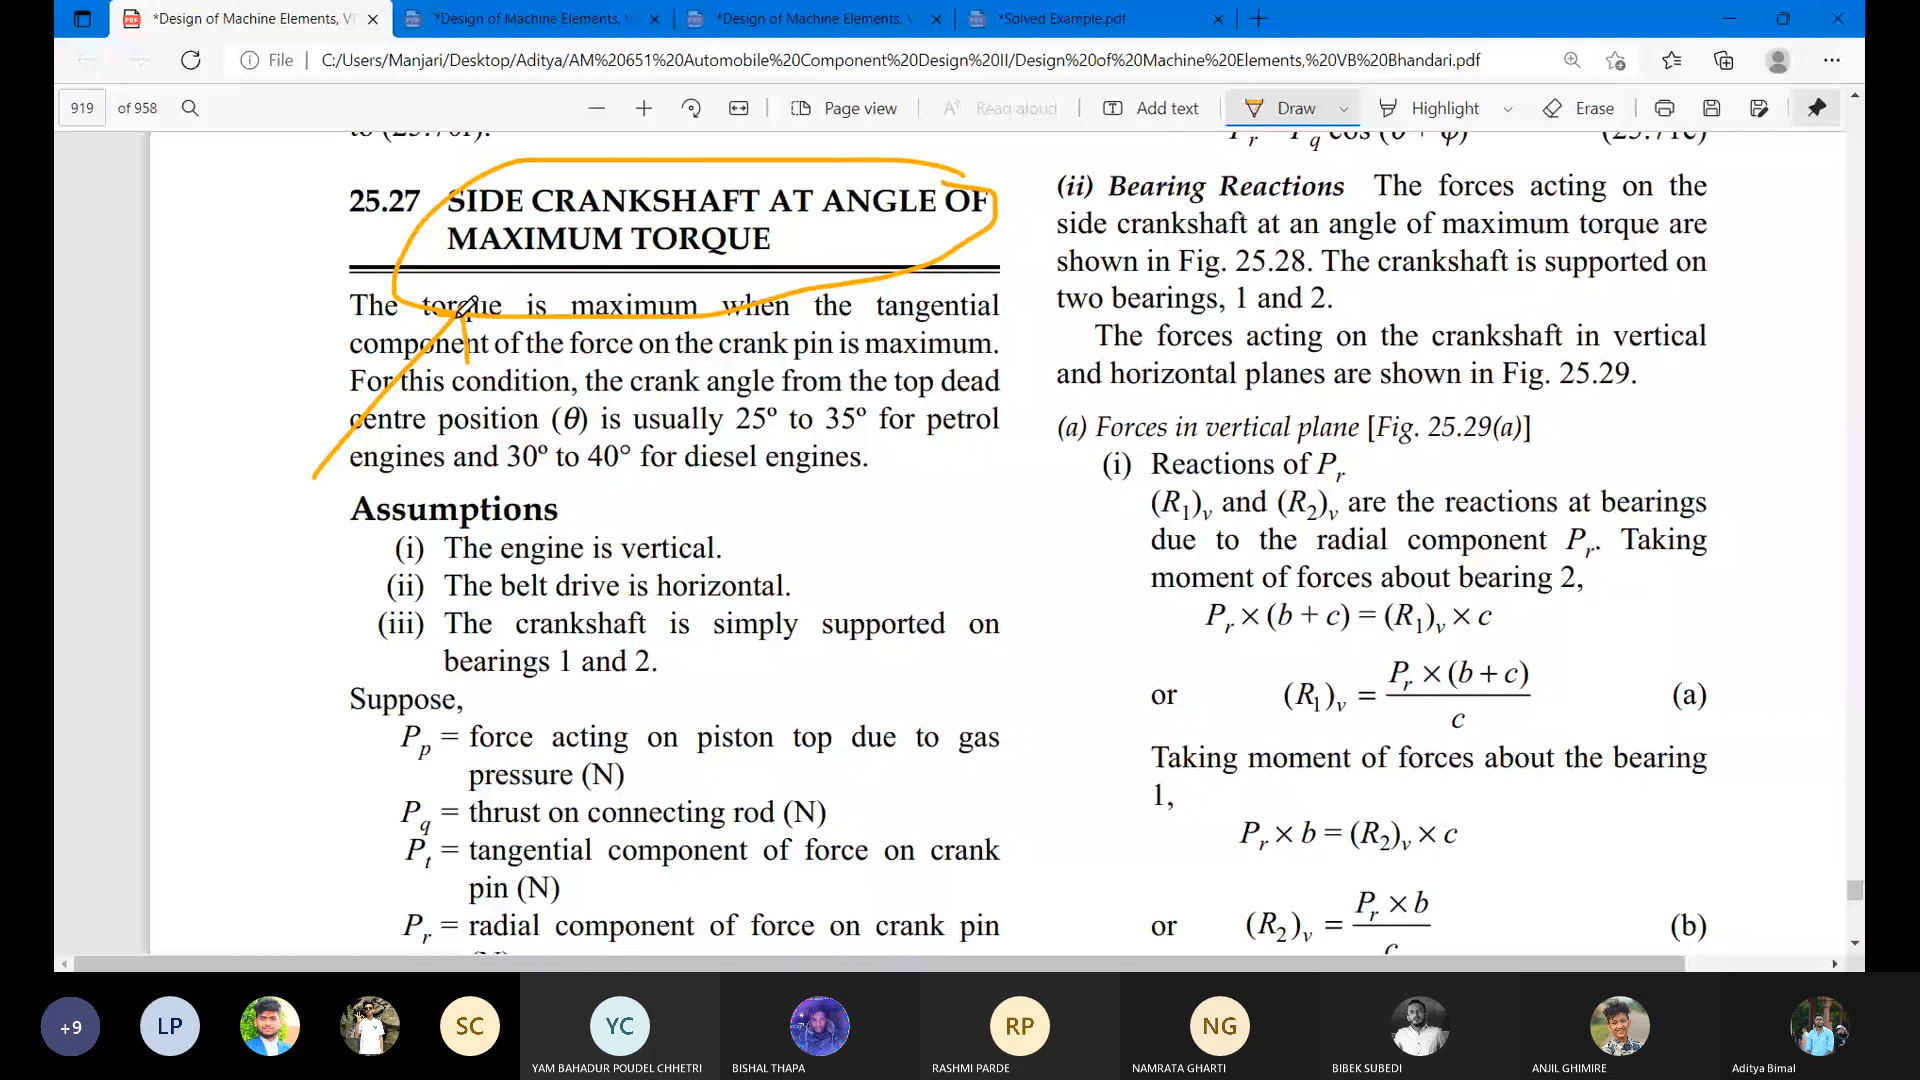 *Design of Machine Elements, V
*Design of Machine Elements, V
*Design of Machine Elements, V
*Solved Example.pdf
File
C:/Users/Manjari/Desktop/Aditya/AM%20651%20Automobile%20Component%20Design%20II/Design%20of%20Machine%20Elements,%20VB%20Bhandari.pdf
919 of 958
Page view
Read aloud
Add text
Draw
Highlight
Erase
25.27 SIDE CRANKSHAFT AT ANGLE OF
MAXIMUM TORQUE
The torque is maximum when the tangential
component of the force on the crank pin is maximum.
For this condition, the crank angle from the top dead
centre position (θ) is usually 25º to 35º for petrol
engines and 30º to 40° for diesel engines.
Assumptions
(i) The engine is vertical.
(ii) The belt drive is horizontal.
(iii) The crankshaft is simply supported on
bearings 1 and 2.
Suppose,
Pp = force acting on piston top due to gas
pressure (N)
Pq = thrust on connecting rod (N)
Pt = tangential component of force on crank
pin (N)
Pr = radial component of force on crank pin
(ii) Bearing Reactions The forces acting on the
side crankshaft at an angle of maximum torque are
shown in Fig. 25.28. The crankshaft is supported on
two bearings, 1 and 2.
The forces acting on the crankshaft in vertical
and horizontal planes are shown in Fig. 25.29.
(a) Forces in vertical plane [Fig. 25.29(a)]
(i) Reactions of Pr
(R1)v and (R2)v are the reactions at bearings
due to the radial component Pr. Taking
moment of forces about bearing 2,
Pr × (b + c) = (R1)v × c
or (R1)v = Pr × (b + c) / c (a)
Taking moment of forces about the bearing
1,
Pr × b = (R2)v × c
or (R2)v = Pr × b / c (b)
+9
LP
SC
YC
RP
NG
YAM BAHADUR POUDEL CHHETRI
BISHAL THAPA
RASHMI PARDE
NAMRATA GHARTI
BIBEK SUBEDI
ANJIL GHIMIRE
Aditya Bimal